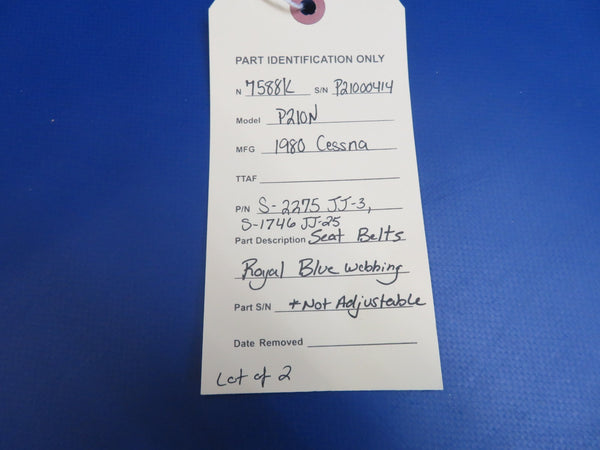 PART IDENTIFICATION ONLY
N 7588K S/N P21000414
Model P210N
MFG 1980 Cessna
TTAF
P/N S-2275 JJ-3,
S-1746 JJ-25
Part Description Seat Belts
Royal Blue webbing
Part S/N *Not Adjustable
Date Removed
Lot of 2